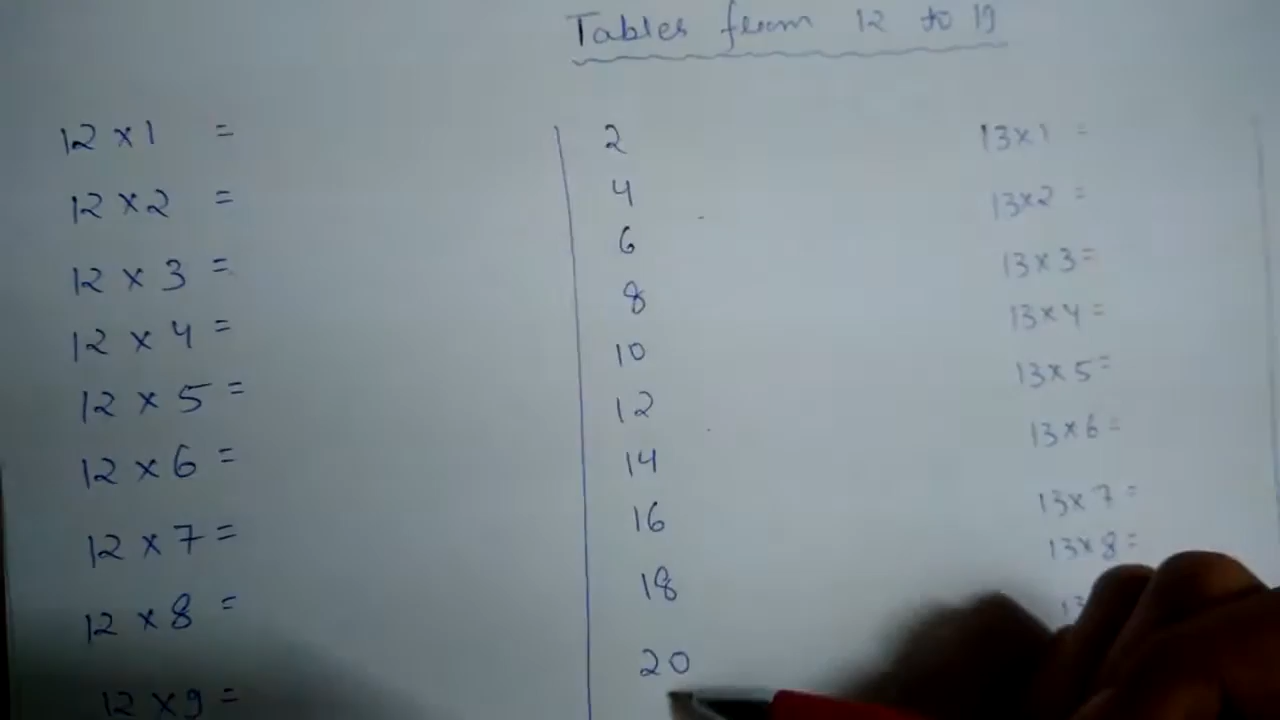 Tables from 12 to 19
12 × 1 =
12 × 2 =
12 × 3 =
12 × 4 =
12 × 5 =
12 × 6 =
12 × 7 =
12 × 8 =
12 × 9 =
2
4
6
8
10
12
14
16
18
20
13 × 1 =
13 × 2 =
13 × 3 =
13 × 4 =
13 × 5 =
13 × 6 =
13 × 7 =
13 × 8 =